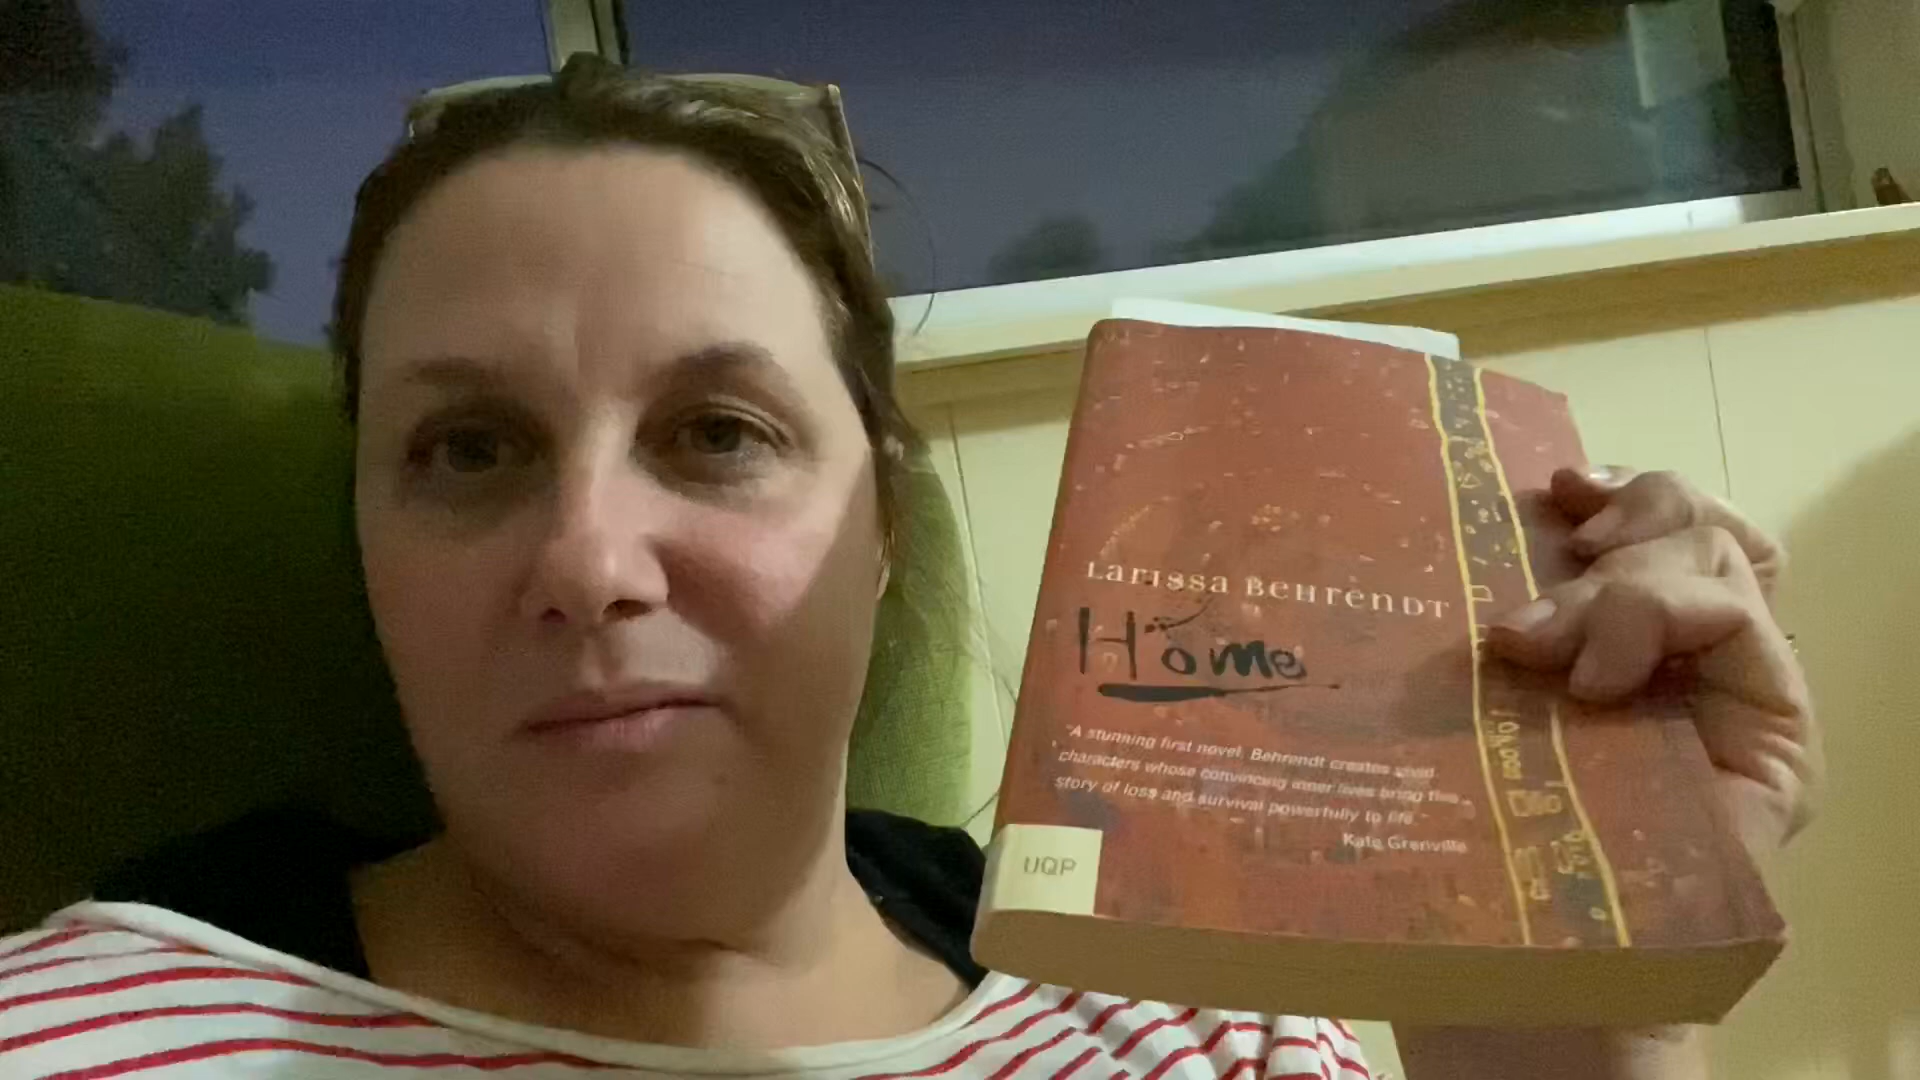 Larissa Behrendt
Home
"A stunning first novel. Behrendt creates vivid
characters whose convincing inner lives bring this
story of loss and survival powerfully to life."
Kate Grenville
UQP